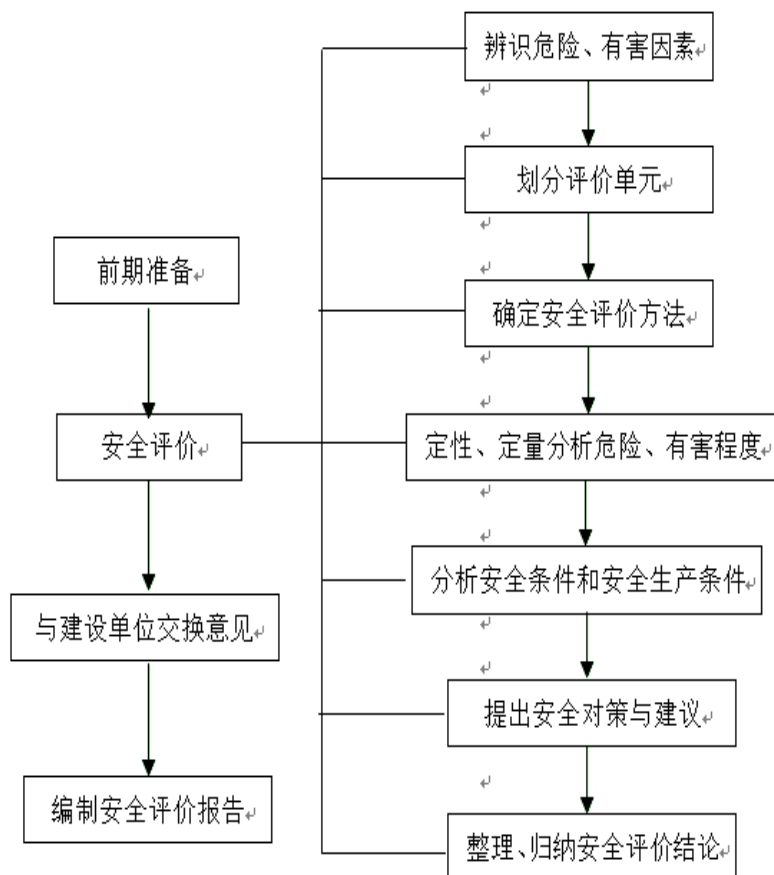 辨识危险、有害因素
划分评价单元
前期准备
确定安全评价方法
安全评价
定性、定量分析危险、有害程度
分析安全条件和安全生产条件
与建设单位交换意见
提出安全对策与建议
编制安全评价报告
整理、归纳安全评价结论